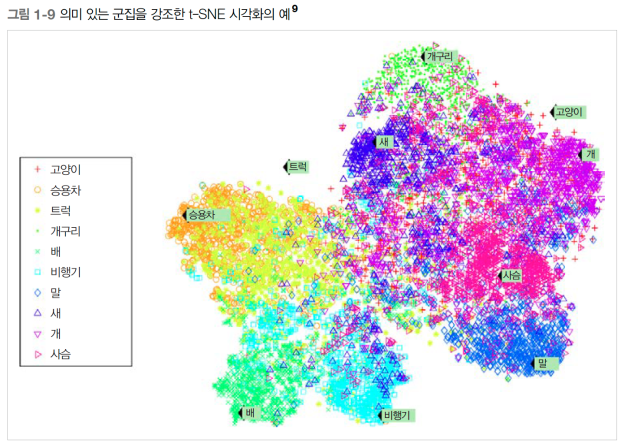 그림 1-9 의미 있는 군집을 강조한 t-SNE 시각화의 예9
개구리
고양이
새
개
트럭
승용차
사슴
말
배
비행기
고양이
승용차
트럭
개구리
배
비행기
말
새
개
사슴